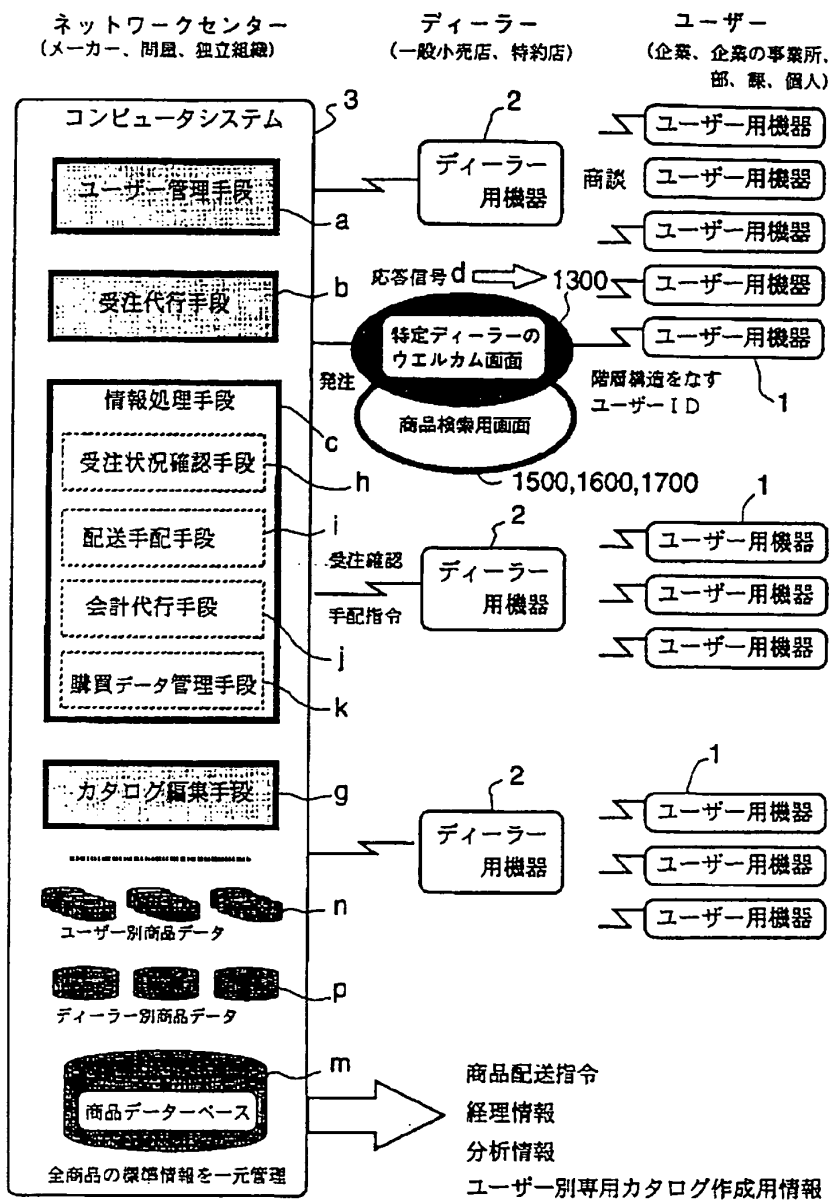 ネットワークセンター
(メーカー、問屋、独立組織)
ディーラー
(一般小売店、特約店)
ユーザー
(企業、企業の事業所、
部、課、個人)
コンピュータシステム
3
ユーザー管理手段
a
受注代行手段
b
情報処理手段
c
受注状況確認手段
h
配送手配手段
i
会計代行手段
j
購買データ管理手段
k
カタログ編集手段
g
n
ユーザー別商品データ
p
ディーラー別商品データ
m
商品データーベース
全商品の標準情報を一元管理
2
ディーラー
用機器
商談
ユーザー用機器
ユーザー用機器
ユーザー用機器
ユーザー用機器
ユーザー用機器
1
応答信号d
1300
特定ディーラーの
ウエルカム画面
発注
商品検索用画面
階層構造をなす
ユーザーID
1500,1600,1700
2
受注確認
手配指令
ディーラー
用機器
1
ユーザー用機器
ユーザー用機器
ユーザー用機器
2
ディーラー
用機器
1
ユーザー用機器
ユーザー用機器
ユーザー用機器
商品配送指令
経理情報
分析情報
ユーザー別専用カタログ作成用情報